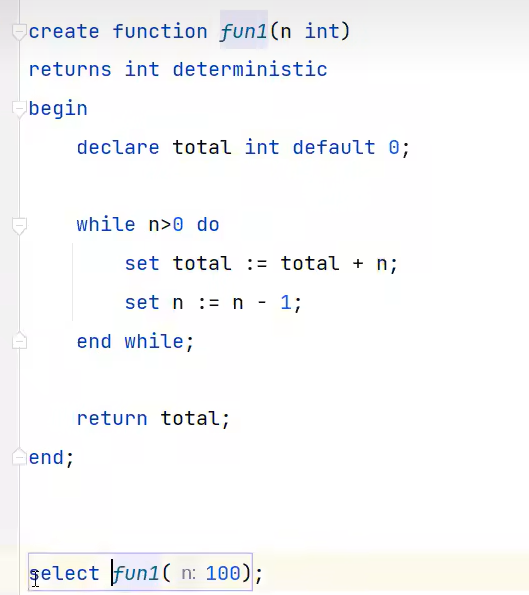 create function fun1(n int)
returns int deterministic
begin
declare total int default 0;
while n>0 do
set total := total + n;
set n := n - 1;
end while;
return total;
end;
select fun1( n: 100);